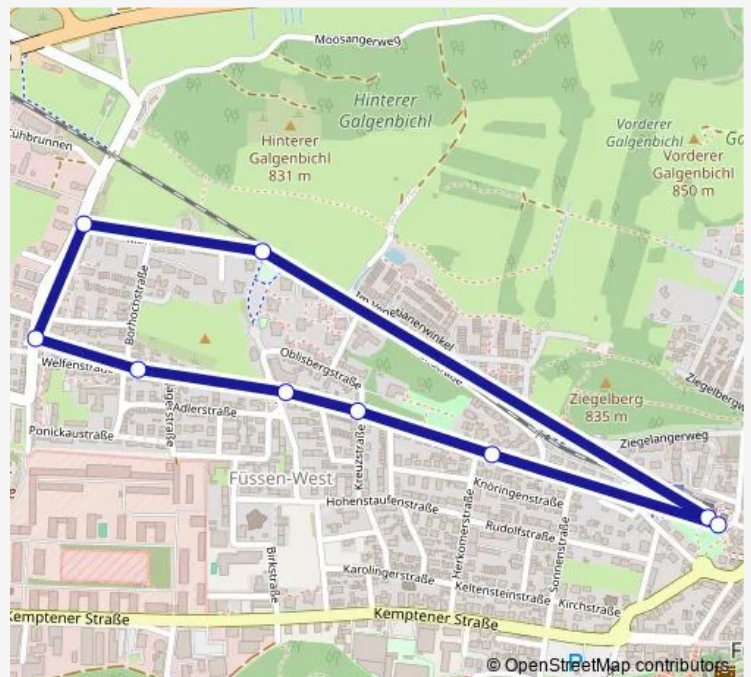 Moosangerweg
Hinterer
Galgenbichl
Vorderer
Galgenbichl
Hinterer
Galgenbichl
831 m
Vorderer
Galgenbichl
850 m
Borhochstraße
Oblisbergstraße
Welfenstraße
Jägerstraße
Adlerstraße
Ponickaustraße
Kreuzstraße
Ziegelberg
835 m
Ziegelangerweg
Füssen-West
Knöringenstraße
Hohenstaufenstraße
Rudolfstraße
Herkomerstraße
Sonnenstraße
Birkstraße
Karolingerstraße
Keltensteinstraße
Kirchstraße
Kemptener Straße
Kemptener Straße
P
© OpenStreetMap contributors